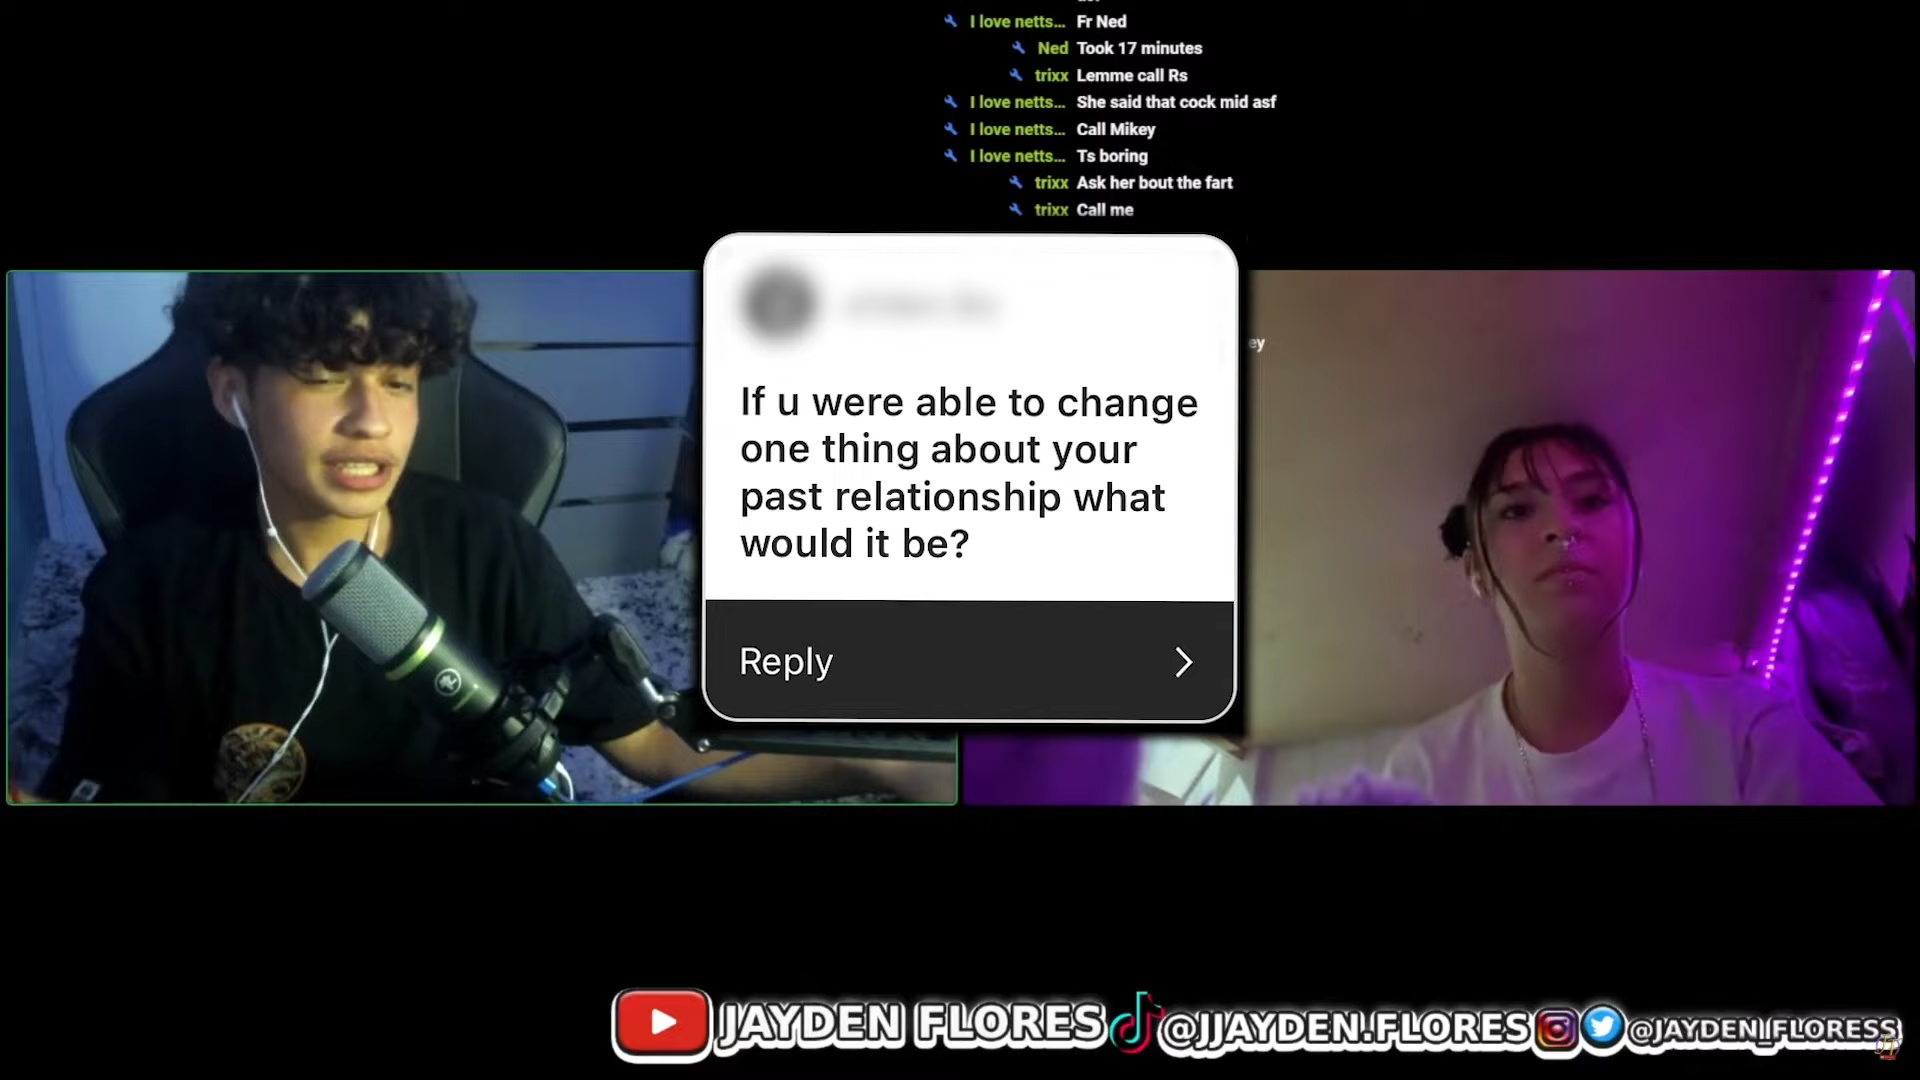 I love netts... Fr Ned
Ned Took 17 minutes
trixx Lemme call Rs
I love netts... She said that cock mid asf
I love netts... Call Mikey
I love netts... Ts boring
trixx Ask her bout the fart
trixx Call me
ey
If u were able to change
one thing about your
past relationship what
would it be?
Reply
JAYDEN FLORES @JJAYDEN.FLORES @JAYDEN_FLORESS